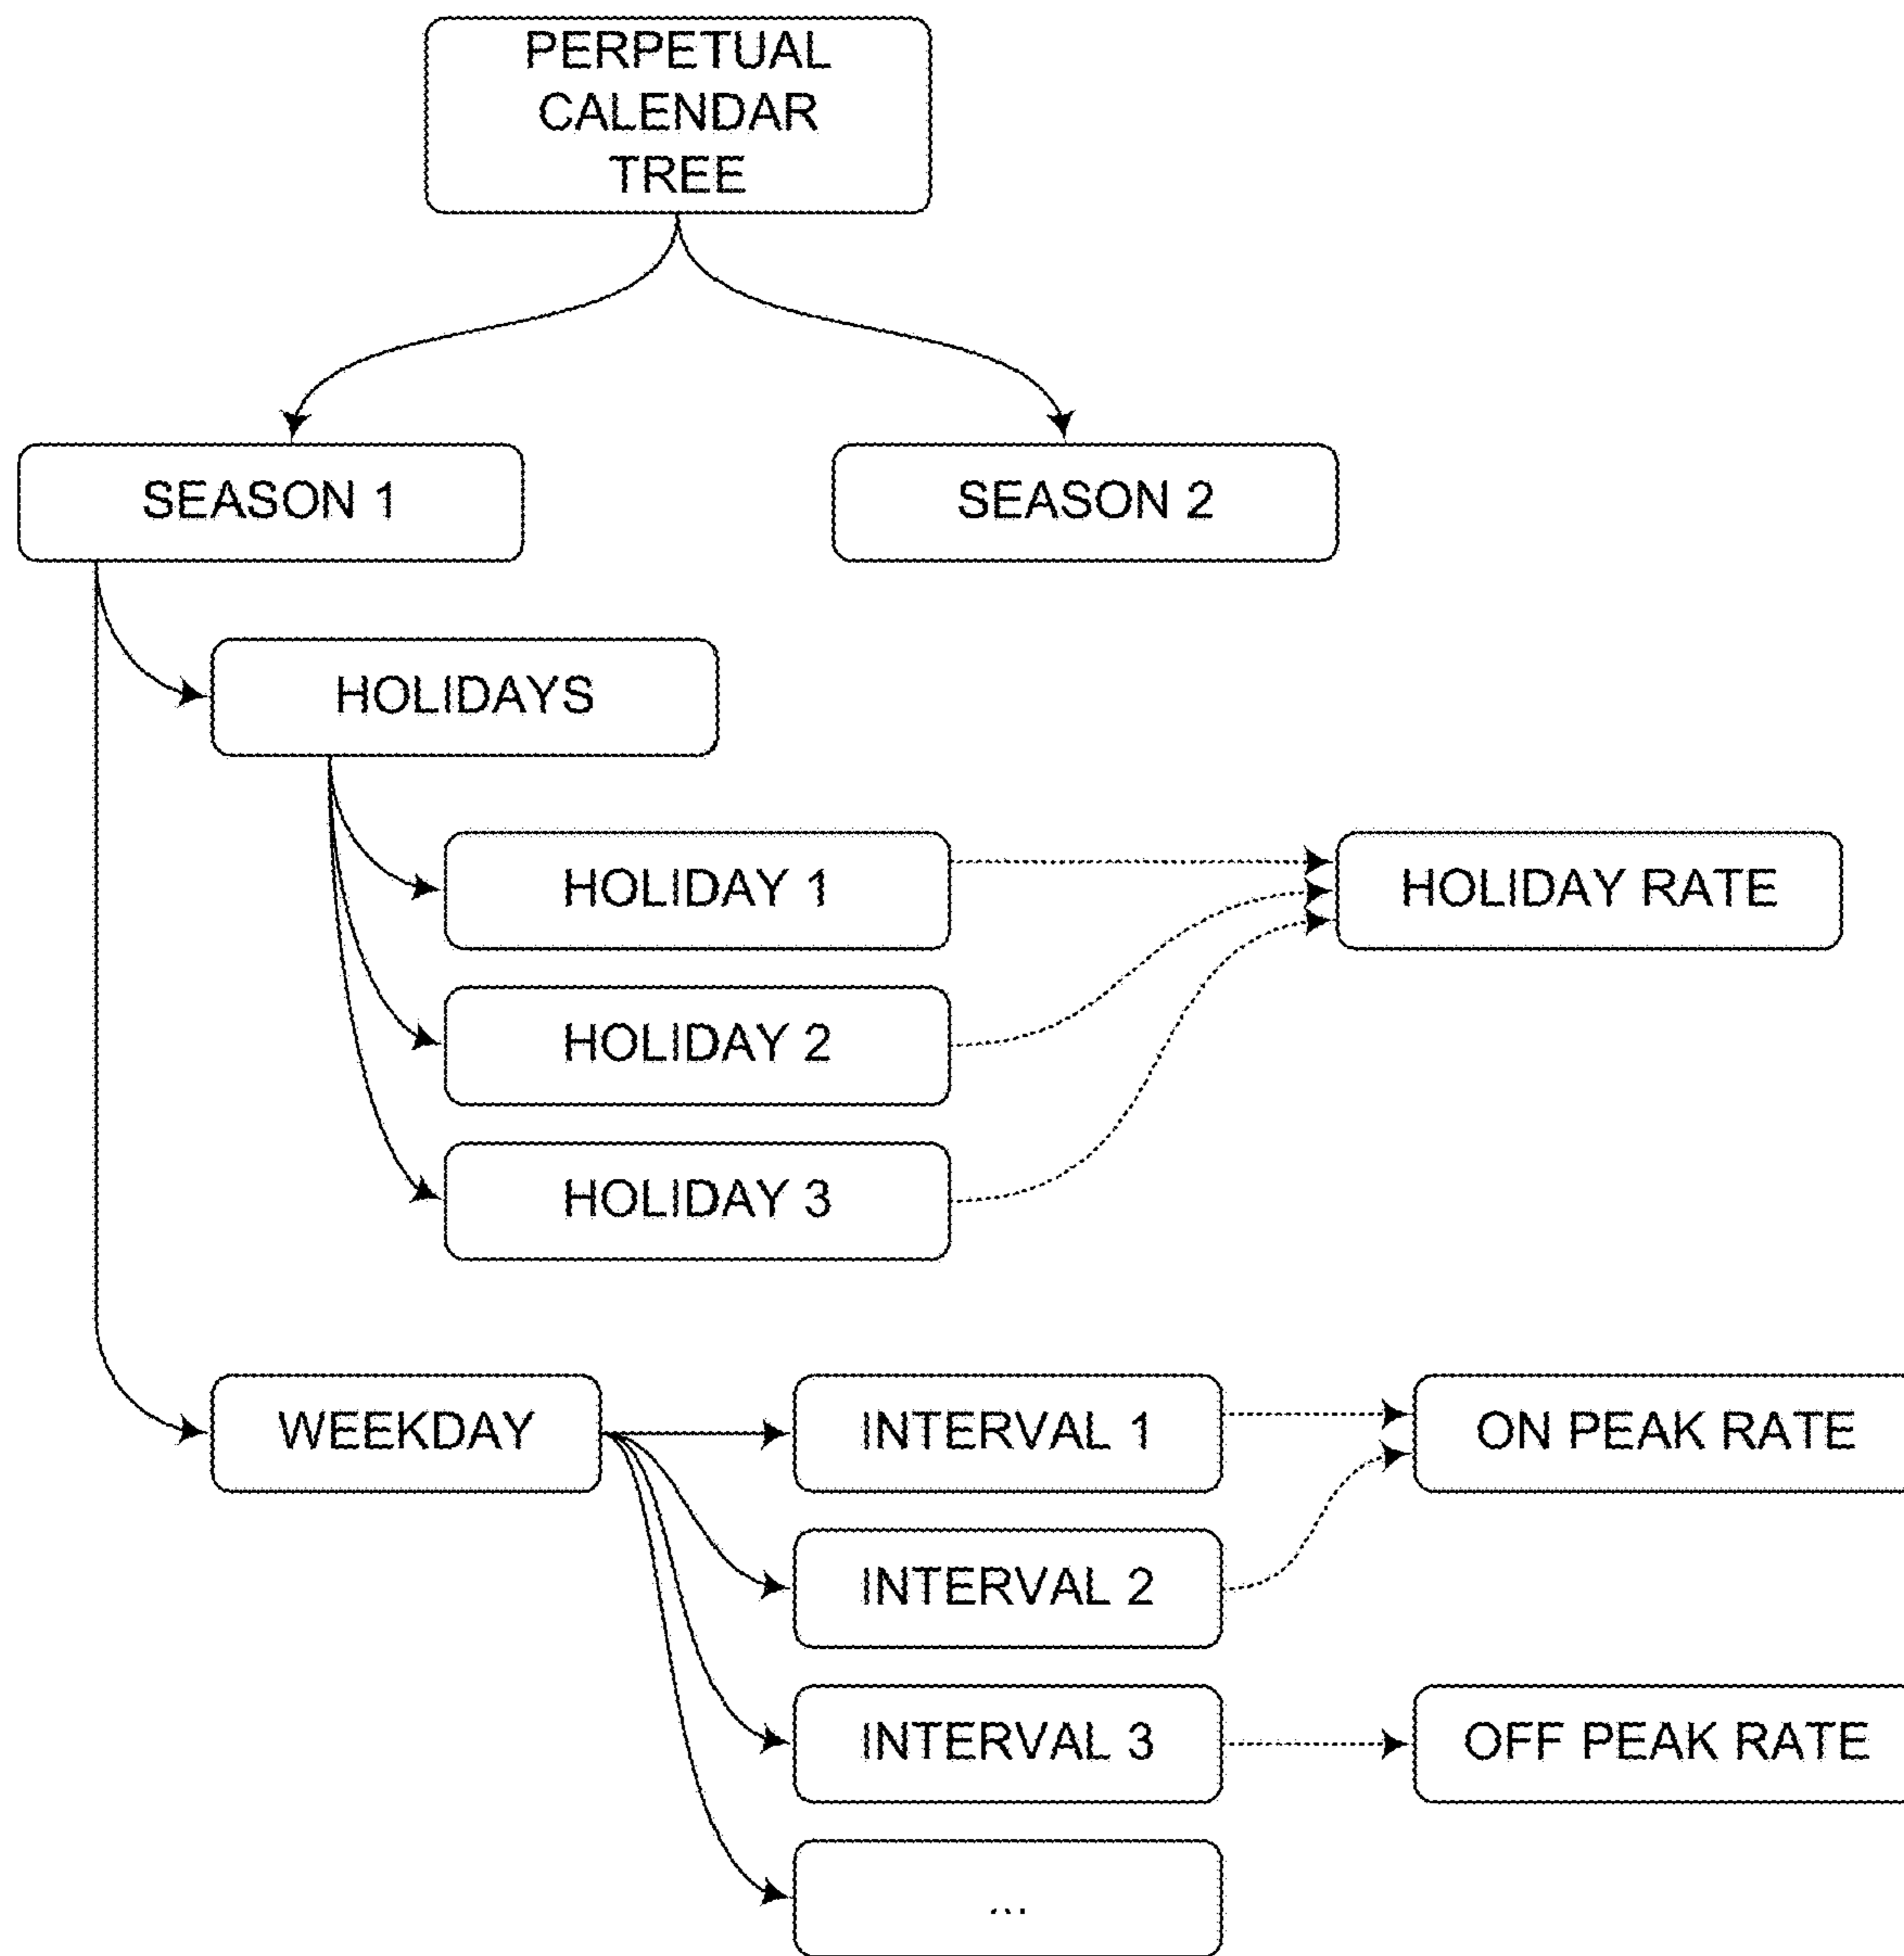 PERPETUAL
CALENDAR
TREE
SEASON 1
SEASON 2
HOLIDAYS
HOLIDAY 1
HOLIDAY RATE
HOLIDAY 2
HOLIDAY 3
WEEKDAY
INTERVAL 1
ON PEAK RATE
INTERVAL 2
INTERVAL 3
OFF PEAK RATE
...